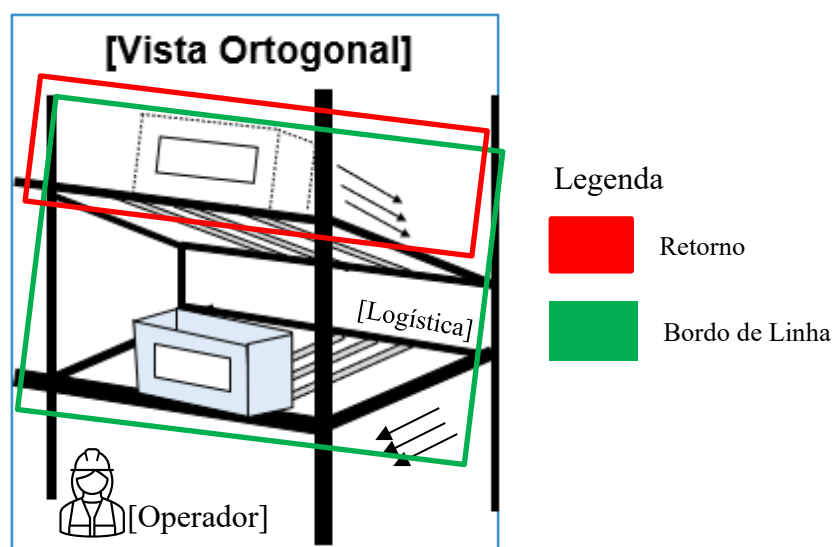 [Vista Ortogonal]
Legenda
Retorno
[Logística]
Bordo de Linha
[Operador]